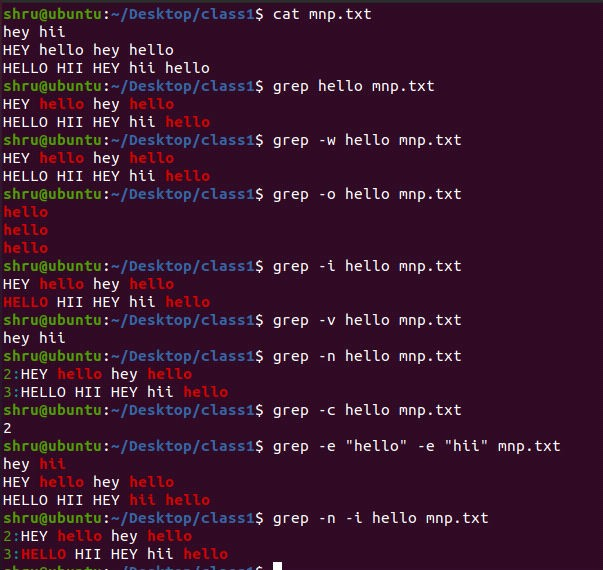 shru@ubuntu:~/Desktop/class1$ cat mnp.txt
hey hii
HEY hello hey hello
HELLO HII HEY hii hello
shru@ubuntu:~/Desktop/class1$ grep hello mnp.txt
HEY hello hey hello
HELLO HII HEY hii hello
shru@ubuntu:~/Desktop/class1$ grep -w hello mnp.txt
HEY hello hey hello
HELLO HII HEY hii hello
shru@ubuntu:~/Desktop/class1$ grep -o hello mnp.txt
hello
hello
hello
shru@ubuntu:~/Desktop/class1$ grep -i hello mnp.txt
HEY hello hey hello
HELLO HII HEY hii hello
shru@ubuntu:~/Desktop/class1$ grep -v hello mnp.txt
hey hii
shru@ubuntu:~/Desktop/class1$ grep -n hello mnp.txt
2:HEY hello hey hello
3:HELLO HII HEY hii hello
shru@ubuntu:~/Desktop/class1$ grep -c hello mnp.txt
2
shru@ubuntu:~/Desktop/class1$ grep -e "hello" -e "hii" mnp.txt
hey hii
HEY hello hey hello
HELLO HII HEY hii hello
shru@ubuntu:~/Desktop/class1$ grep -n -i hello mnp.txt
2:HEY hello hey hello
3:HELLO HII HEY hii hello
shru@ubuntu:~/Desktop/class1$